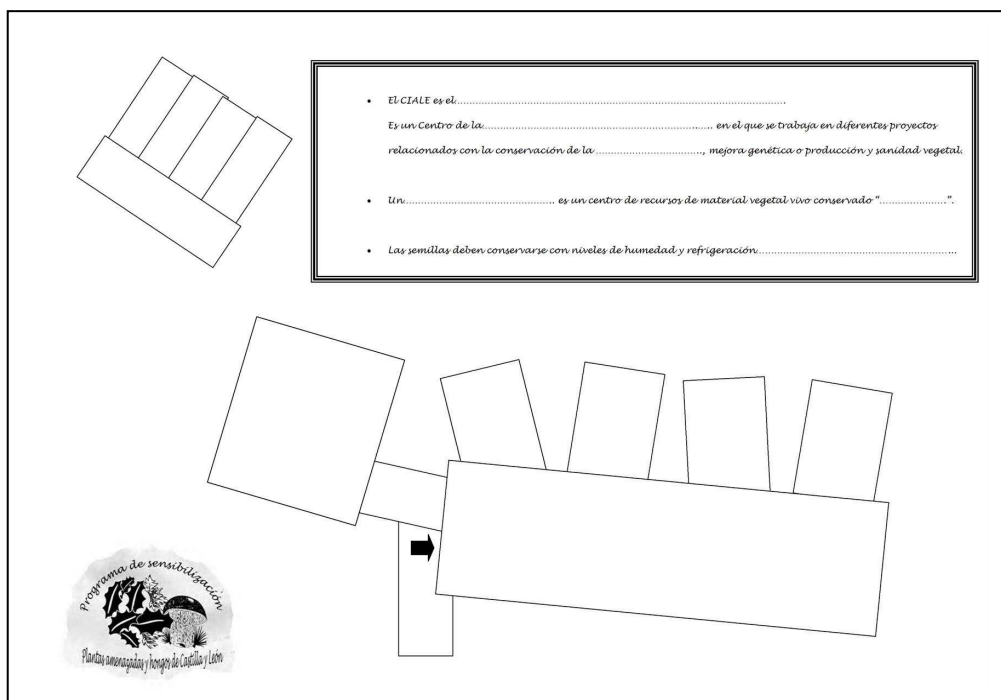 • El CIALE es el..............................................................................................................
Es un Centro de la............................................................................. en el que se trabaja en diferentes proyectos
relacionados con la conservación de la ...................................., mejora genética o producción y sanidad vegetal.
• Un.................................................. es un centro de recursos de material vegetal vivo conservado “......................”.
• Las semillas deben conservarse con niveles de humedad y refrigeración..................................................................
Programa de sensibilización
Plantas amenazadas y hongos de Castilla y León